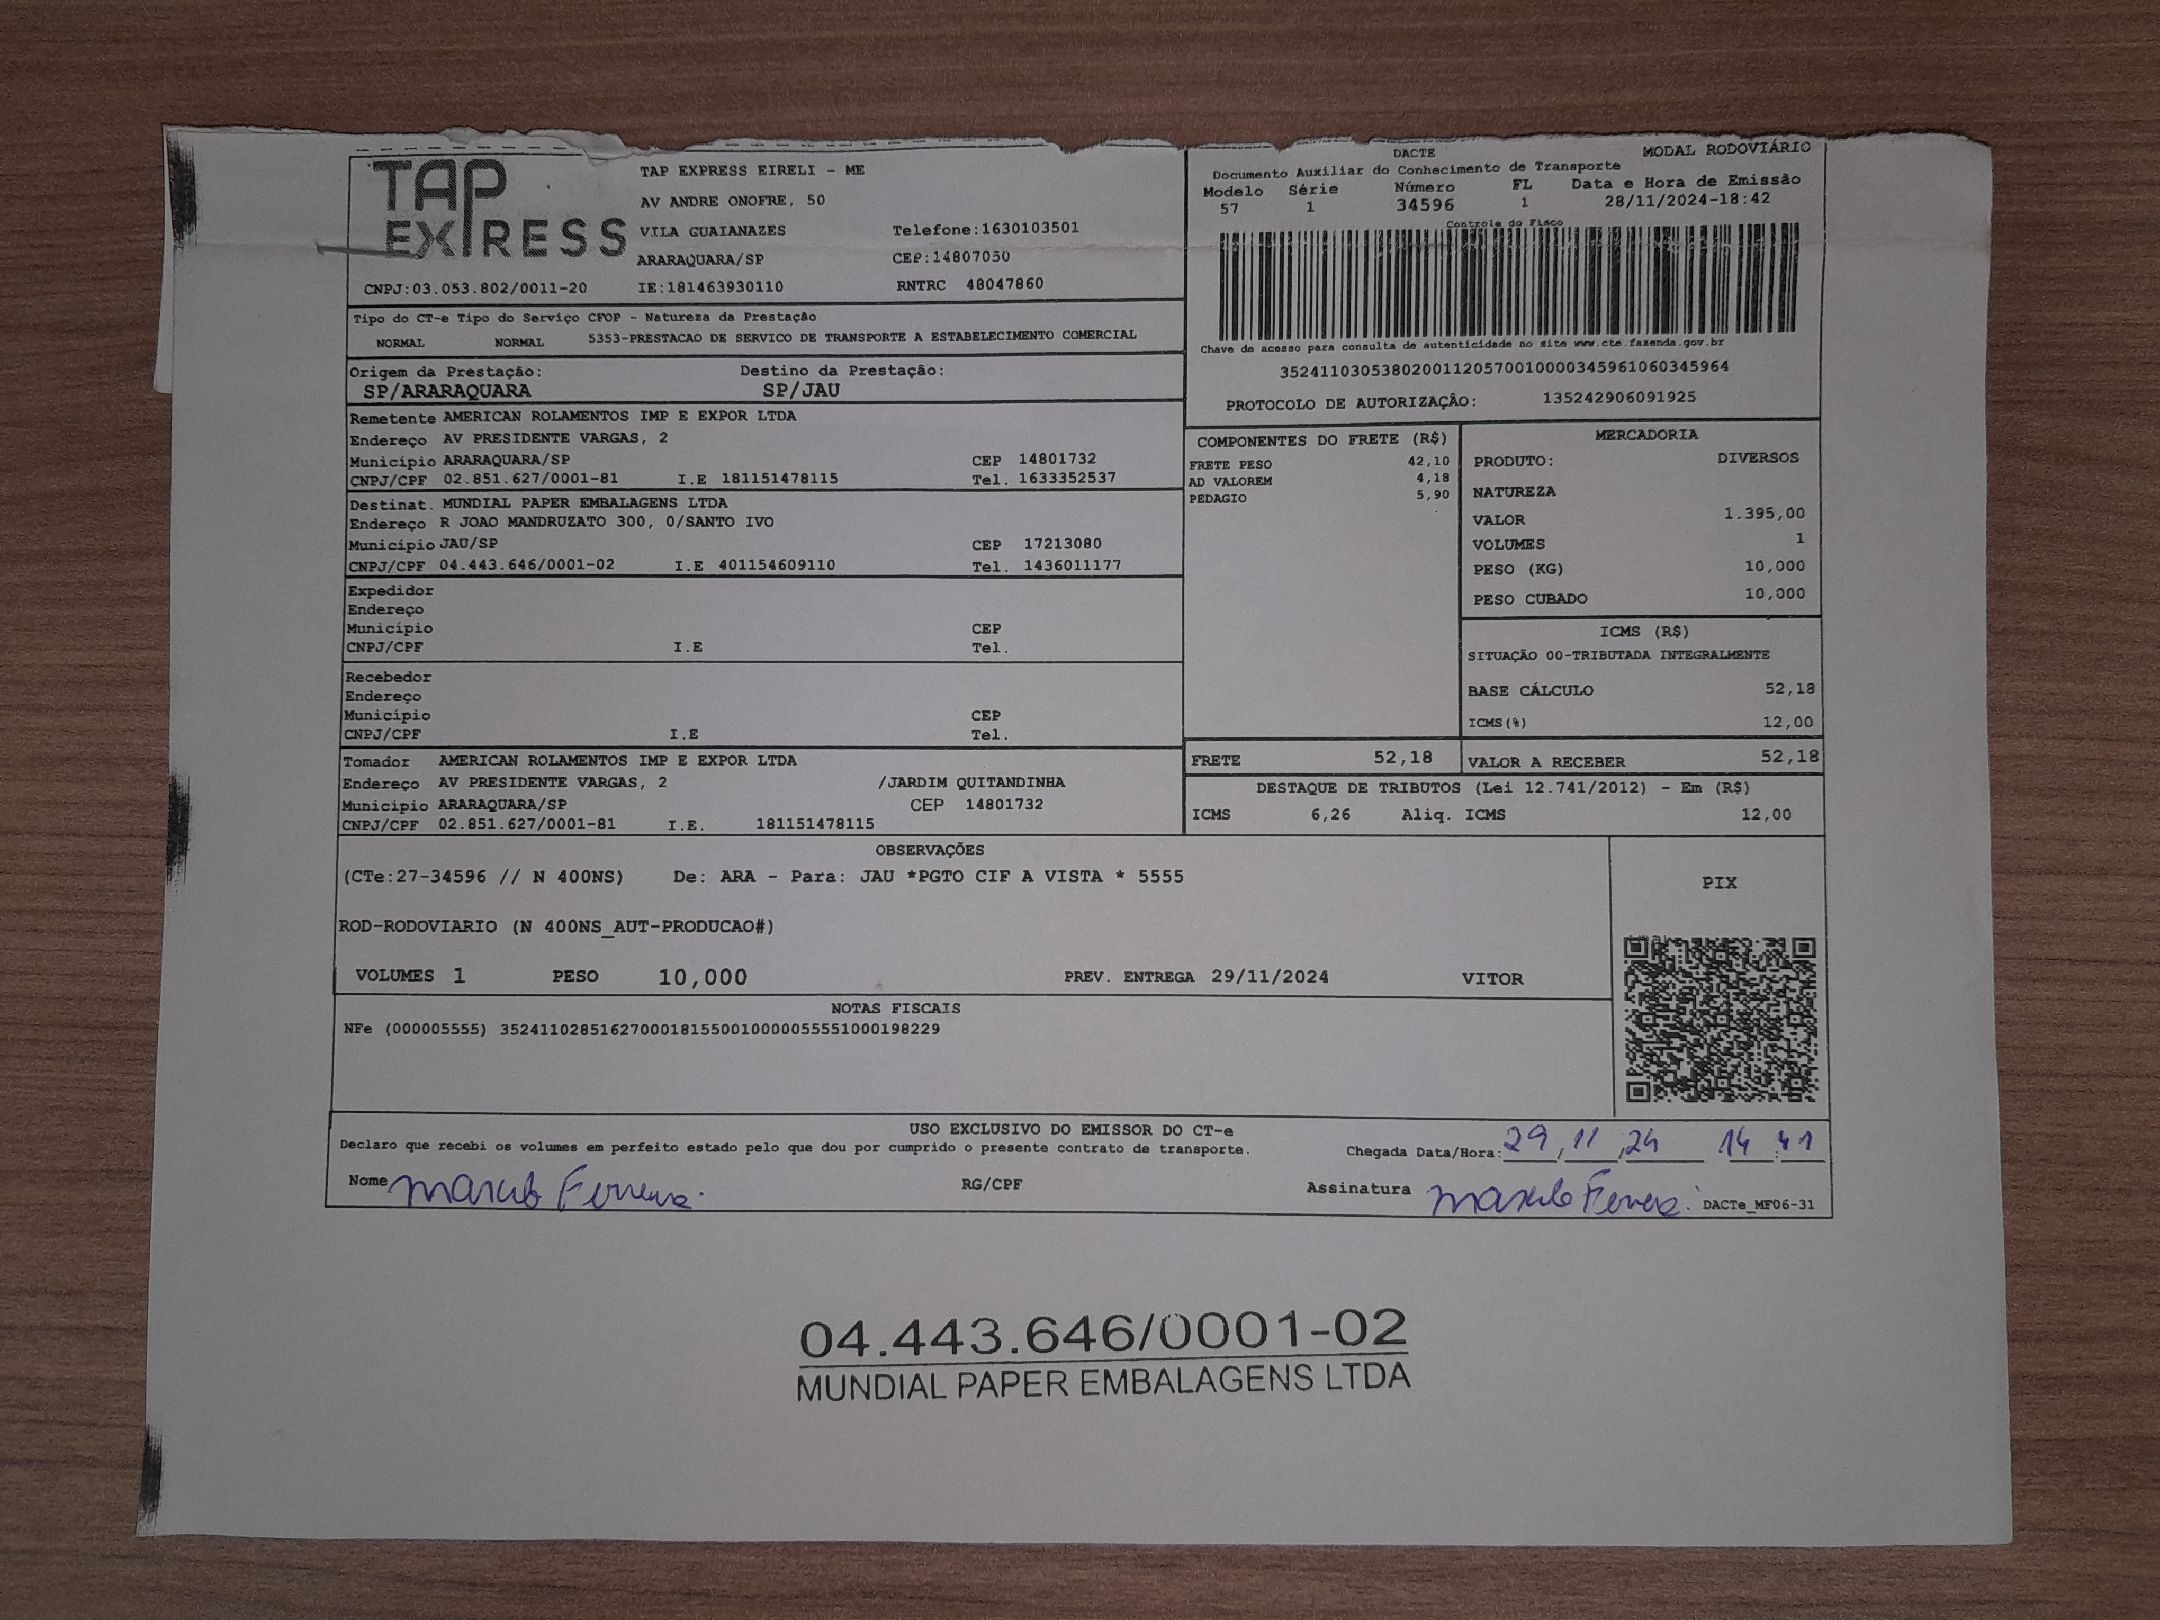 TAP
EXPRESS
TAP EXPRESS EIRELI - ME
AV ANDRE ONOFRE, 50
VILA GUAIANAZES Telefone:1630103501
ARARAQUARA/SP CEP:14807050
CNPJ:03.053.802/0011-20 IE:181463930110 RNTRC 48047860
DACTE MODAL RODOVIÁRIO
Documento Auxiliar do Conhecimento de Transporte
Modelo Série Número FL Data e Hora de Emissão
57 1 34596 1 28/11/2024-18:42
Controle do Fisco
Chave de acesso para consulta de autenticidade no site www.cte.fazenda.gov.br
35241103053802001120570010000345961060345964
PROTOCOLO DE AUTORIZAÇÃO: 135242906091925
Tipo do CT-e Tipo do Serviço CFOP - Natureza da Prestação
NORMAL NORMAL 5353-PRESTACAO DE SERVICO DE TRANSPORTE A ESTABELECIMENTO COMERCIAL
Origem da Prestação: Destino da Prestação:
SP/ARARAQUARA SP/JAU
Remetente AMERICAN ROLAMENTOS IMP E EXPOR LTDA
Endereço AV PRESIDENTE VARGAS, 2
Município ARARAQUARA/SP CEP 14801732
CNPJ/CPF 02.851.627/0001-81 I.E 181151478115 Tel. 1633352537
Destinat. MUNDIAL PAPER EMBALAGENS LTDA
Endereço R JOAO MANDRUZATO 300, 0/SANTO IVO
Município JAU/SP CEP 17213080
CNPJ/CPF 04.443.646/0001-02 I.E 401154609110 Tel. 1436011177
Expedidor
Endereço
Município CEP
CNPJ/CPF I.E Tel.
Recebedor
Endereço
Município CEP
CNPJ/CPF I.E Tel.
Tomador AMERICAN ROLAMENTOS IMP E EXPOR LTDA
Endereço AV PRESIDENTE VARGAS, 2 /JARDIM QUITANDINHA
Município ARARAQUARA/SP CEP 14801732
CNPJ/CPF 02.851.627/0001-81 I.E. 181151478115
COMPONENTES DO FRETE (R$)
FRETE PESO 42,10
AD VALOREM 4,18
PEDAGIO 5,90
MERCADORIA
PRODUTO: DIVERSOS
NATUREZA
VALOR 1.395,00
VOLUMES 1
PESO (KG) 10,000
PESO CUBADO 10,000
ICMS (R$)
SITUAÇÃO 00-TRIBUTADA INTEGRALMENTE
BASE CÁLCULO 52,18
ICMS(%) 12,00
FRETE 52,18 VALOR A RECEBER 52,18
DESTAQUE DE TRIBUTOS (Lei 12.741/2012) - Em (R$)
ICMS 6,26 Aliq. ICMS 12,00
OBSERVAÇÕES
(CTe:27-34596 // N 400NS) De: ARA - Para: JAU *PGTO CIF A VISTA * 5555
ROD-RODOVIARIO (N 400NS_AUT-PRODUCAO#)
VOLUMES 1 PESO 10,000 PREV. ENTREGA 29/11/2024 VITOR
PIX
NOTAS FISCAIS
NFe (000005555) 35241102851627000181550010000055551000198229
USO EXCLUSIVO DO EMISSOR DO CT-e
Declaro que recebi os volumes em perfeito estado pelo que dou por cumprido o presente contrato de transporte.
Chegada Data/Hora: 29,11,24 14:41
Nome Marcelo Ferreira. RG/CPF Assinatura Marcelo Ferreira. DACTe_MF06-31
04.443.646/0001-02
MUNDIAL PAPER EMBALAGENS LTDA